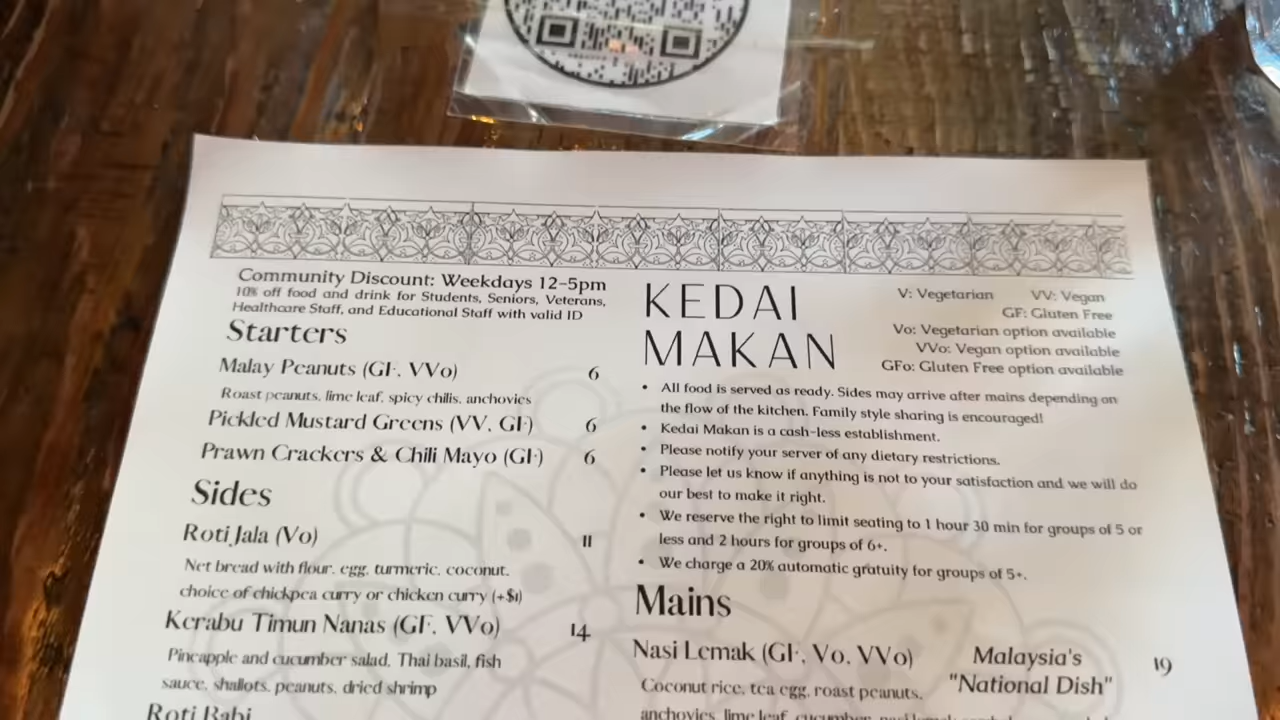 Community Discount: Weekdays 12-5pm
10% off food and drink for Students, Seniors, Veterans,
Healthcare Staff, and Educational Staff with valid ID
Starters
Malay Peanuts (GF, VVo) 6
Roast peanuts, lime leaf, spicy chilis, anchovies
Pickled Mustard Greens (VV, GF) 6
Prawn Crackers & Chili Mayo (GF) 6
Sides
Roti Jala (Vo) 11
Net bread with flour, egg, turmeric, coconut,
choice of chickpea curry or chicken curry (+$1)
Kerabu Timun Nanas (GF, VVo) 14
Pineapple and cucumber salad, Thai basil, fish
sauce, shallots, peanuts, dried shrimp
Roti Babi
KEDAI
MAKAN
V: Vegetarian VV: Vegan
GF: Gluten Free
Vo: Vegetarian option available
VVo: Vegan option available
GFo: Gluten Free option available
• All food is served as ready. Sides may arrive after mains depending on
the flow of the kitchen. Family style sharing is encouraged!
• Kedai Makan is a cash-less establishment.
• Please notify your server of any dietary restrictions.
• Please let us know if anything is not to your satisfaction and we will do
our best to make it right.
• We reserve the right to limit seating to 1 hour 30 min for groups of 5 or
less and 2 hours for groups of 6+.
• We charge a 20% automatic gratuity for groups of 5+.
Mains
Nasi Lemak (GF, Vo, VVo) Malaysia's 19
"National Dish"
Coconut rice, tea egg, roast peanuts,
anchovies, lime leaf, cucumber,